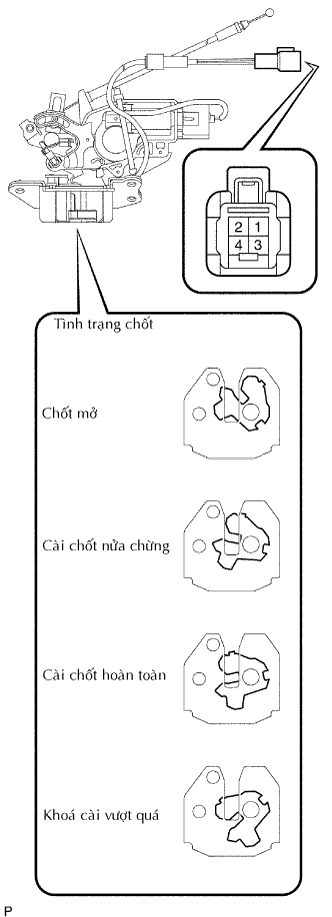 2 1
4 3
Tình trạng chốt
Chốt mở
Cài chốt nửa chừng
Cài chốt hoàn toàn
Khoá cài vượt quá
P